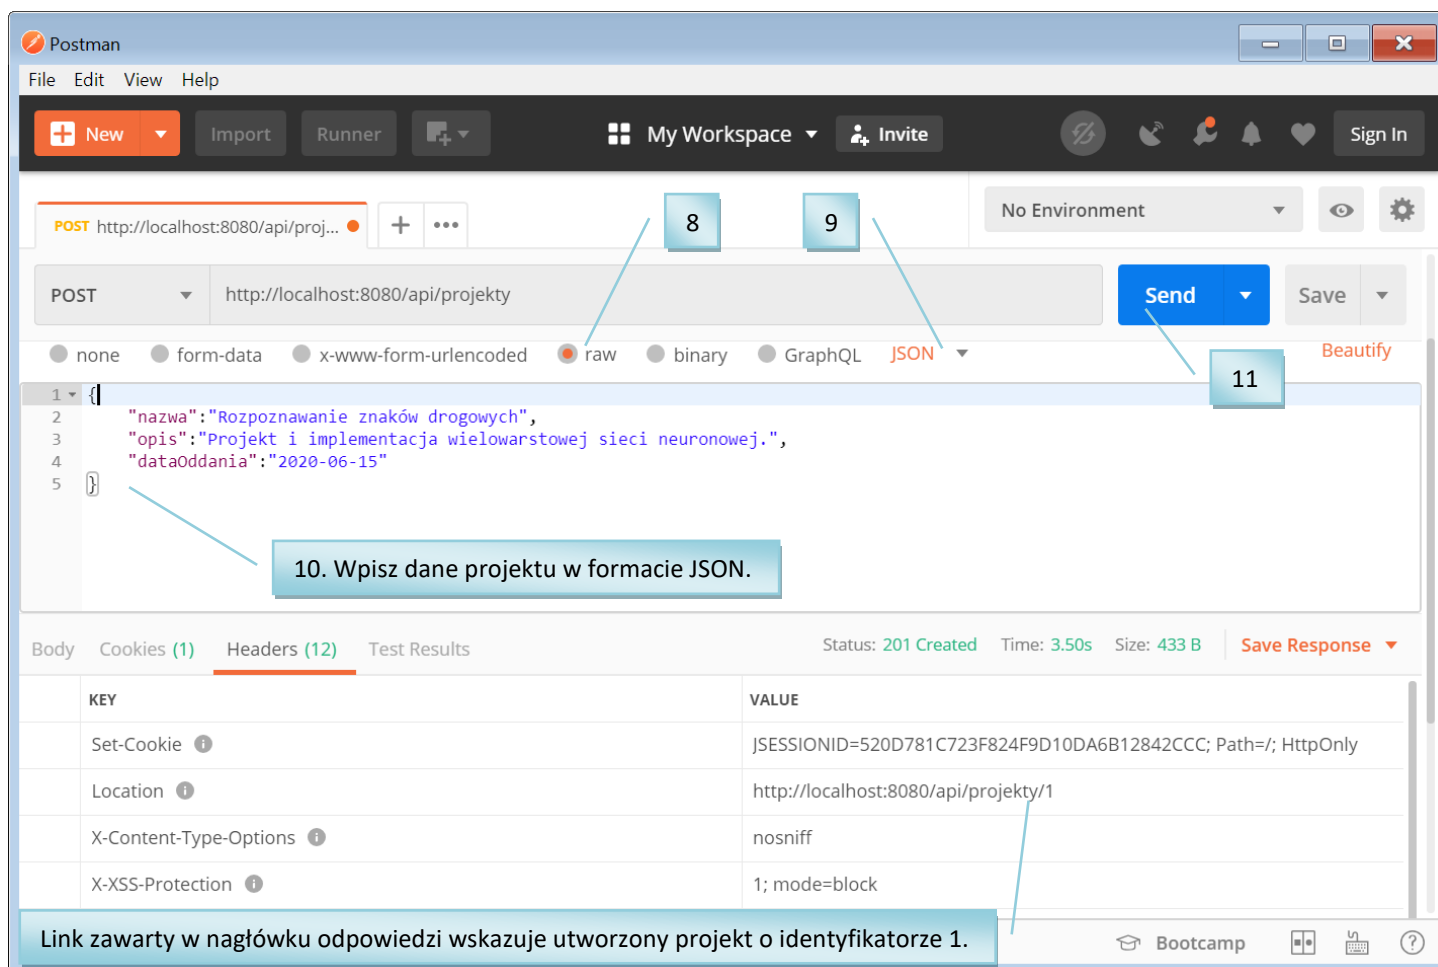 Postman
File Edit View Help
New Import Runner My Workspace Invite Sign In
POST http://localhost:8080/api/proj... No Environment
8
9
POST http://localhost:8080/api/projekty Send Save
none form-data x-www-form-urlencoded raw binary GraphQL JSON Beautify
11
1 {
2 "nazwa":"Rozpoznawanie znaków drogowych",
3 "opis":"Projekt i implementacja wielowarstowej sieci neuronowej.",
4 "dataOddania":"2020-06-15"
5 }
10. Wpisz dane projektu w formacie JSON.
Body Cookies (1) Headers (12) Test Results Status: 201 Created Time: 3.50s Size: 433 B Save Response
KEY VALUE
Set-Cookie JSESSIONID=520D781C723F824F9D10DA6B12842CCC; Path=/; HttpOnly
Location http://localhost:8080/api/projekty/1
X-Content-Type-Options nosniff
X-XSS-Protection 1; mode=block
Link zawarty w nagłówku odpowiedzi wskazuje utworzony projekt o identyfikatorze 1.
Bootcamp